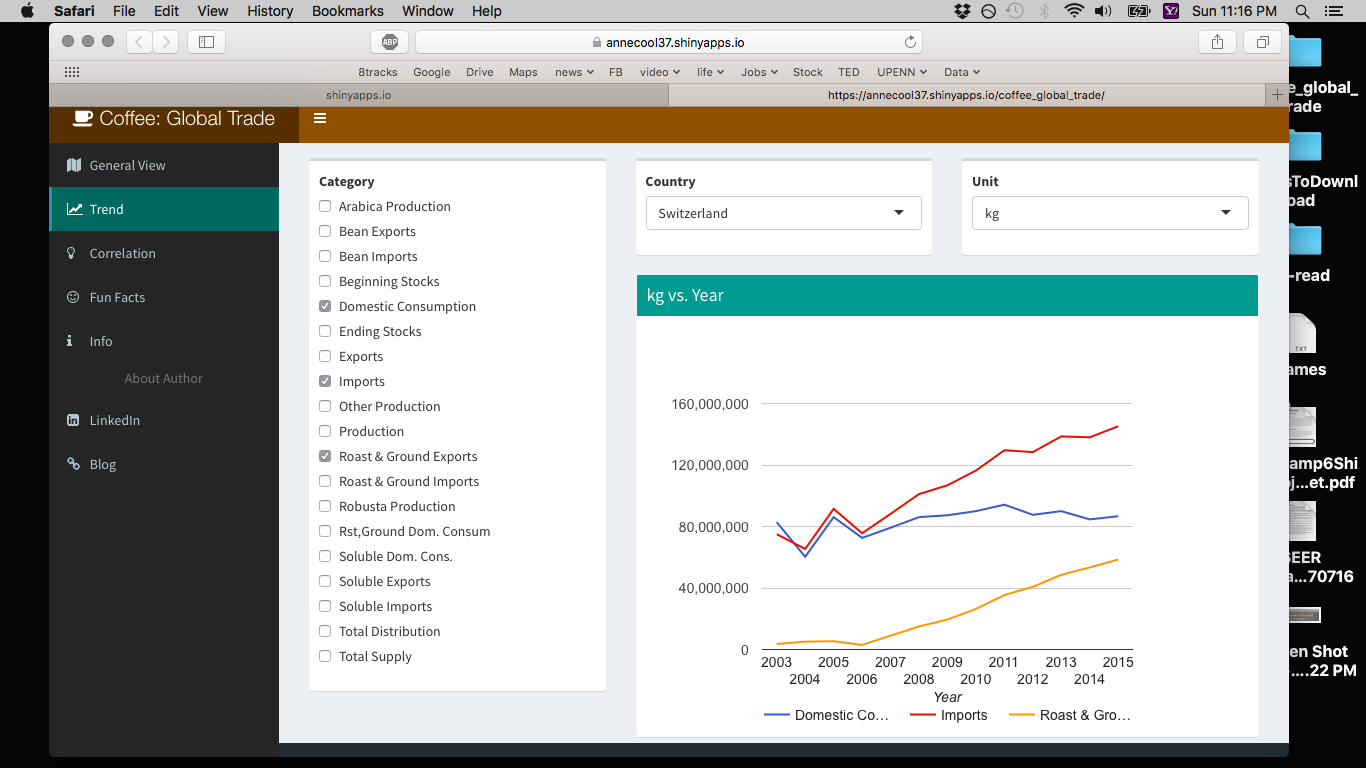 Safari File Edit View History Bookmarks Window Help Sun 11:16 PM
ABP annecool37.shinyapps.io
8tracks Google Drive Maps news FB video life Jobs Stock TED UPENN Data
shinyapps.io https://annecool37.shinyapps.io/coffee_global_trade/
Coffee: Global Trade
General View
Trend
Correlation
Fun Facts
Info
About Author
LinkedIn
Blog
Category
Arabica Production
Bean Exports
Bean Imports
Beginning Stocks
Domestic Consumption
Ending Stocks
Exports
Imports
Other Production
Production
Roast & Ground Exports
Roast & Ground Imports
Robusta Production
Rst,Ground Dom. Consum
Soluble Dom. Cons.
Soluble Exports
Soluble Imports
Total Distribution
Total Supply
Country
Switzerland
Unit
kg
kg vs. Year
160,000,000
120,000,000
80,000,000
40,000,000
0
2003 2005 2007 2009 2011 2013 2015
2004 2006 2008 2010 2012 2014
Year
Domestic Co... Imports Roast & Gro...
e_global_
rade
sToDownl
oad
-read
TXT
ames
amp6Shi
oj...et.pdf
SEER
a...70716
en Shot
....22 PM